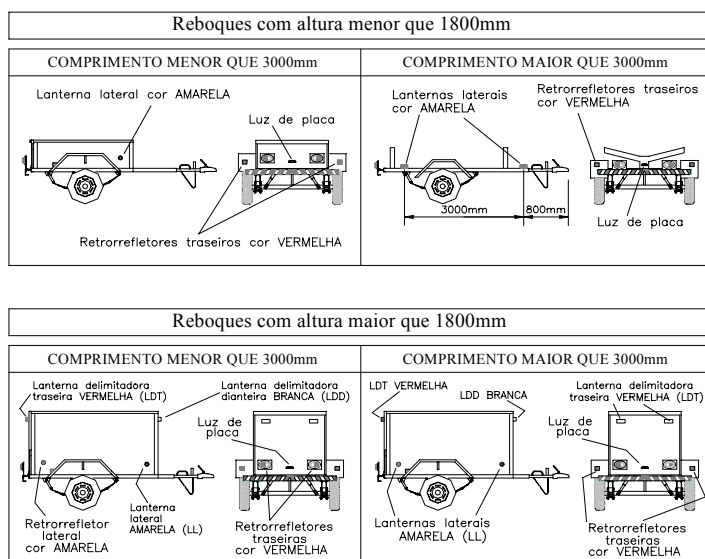 Reboques com altura menor que 1800mm
COMPRIMENTO MENOR QUE 3000mm
Lanterna lateral cor AMARELA
Luz de placa
Retrorrefletores traseiros cor VERMELHA
COMPRIMENTO MAIOR QUE 3000mm
Lanternas laterais
cor AMARELA
Retrorrefletores traseiros
cor VERMELHA
3000mm
800mm
Luz de placa
Reboques com altura maior que 1800mm
COMPRIMENTO MENOR QUE 3000mm
Lanterna delimitadora
traseira VERMELHA (LDT)
Lanterna delimitadora
dianteira BRANCA (LDD)
Luz de
placa
Retrorrefletor
lateral
cor AMARELA
Lanterna
lateral
AMARELA (LL)
Retrorrefletores
traseiras
cor VERMELHA
COMPRIMENTO MAIOR QUE 3000mm
LDT VERMELHA
LDD BRANCA
Lanterna delimitadora
traseira VERMELHA (LDT)
Luz de
placa
Lanternas laterais
AMARELA (LL)
Retrorrefletores
traseiras
cor VERMELHA